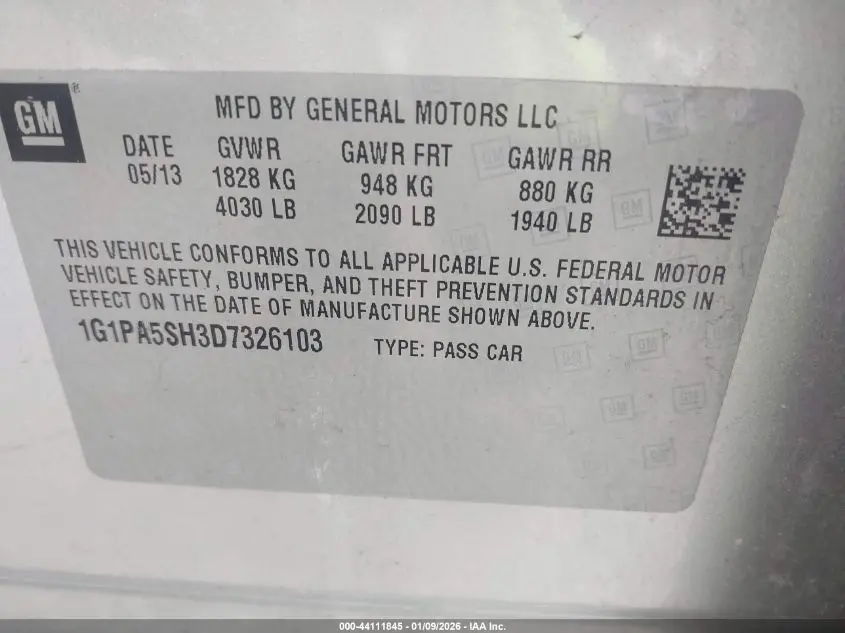 GM ®
MFD BY GENERAL MOTORS LLC
DATE GVWR GAWR FRT GAWR RR
05/13 1828 KG 948 KG 880 KG
4030 LB 2090 LB 1940 LB
THIS VEHICLE CONFORMS TO ALL APPLICABLE U.S. FEDERAL MOTOR
VEHICLE SAFETY, BUMPER, AND THEFT PREVENTION STANDARDS IN
EFFECT ON THE DATE OF MANUFACTURE SHOWN ABOVE.
1G1PA5SH3D7326103 TYPE: PASS CAR
000-44111845 | 01/09/2026 - IAA Inc.